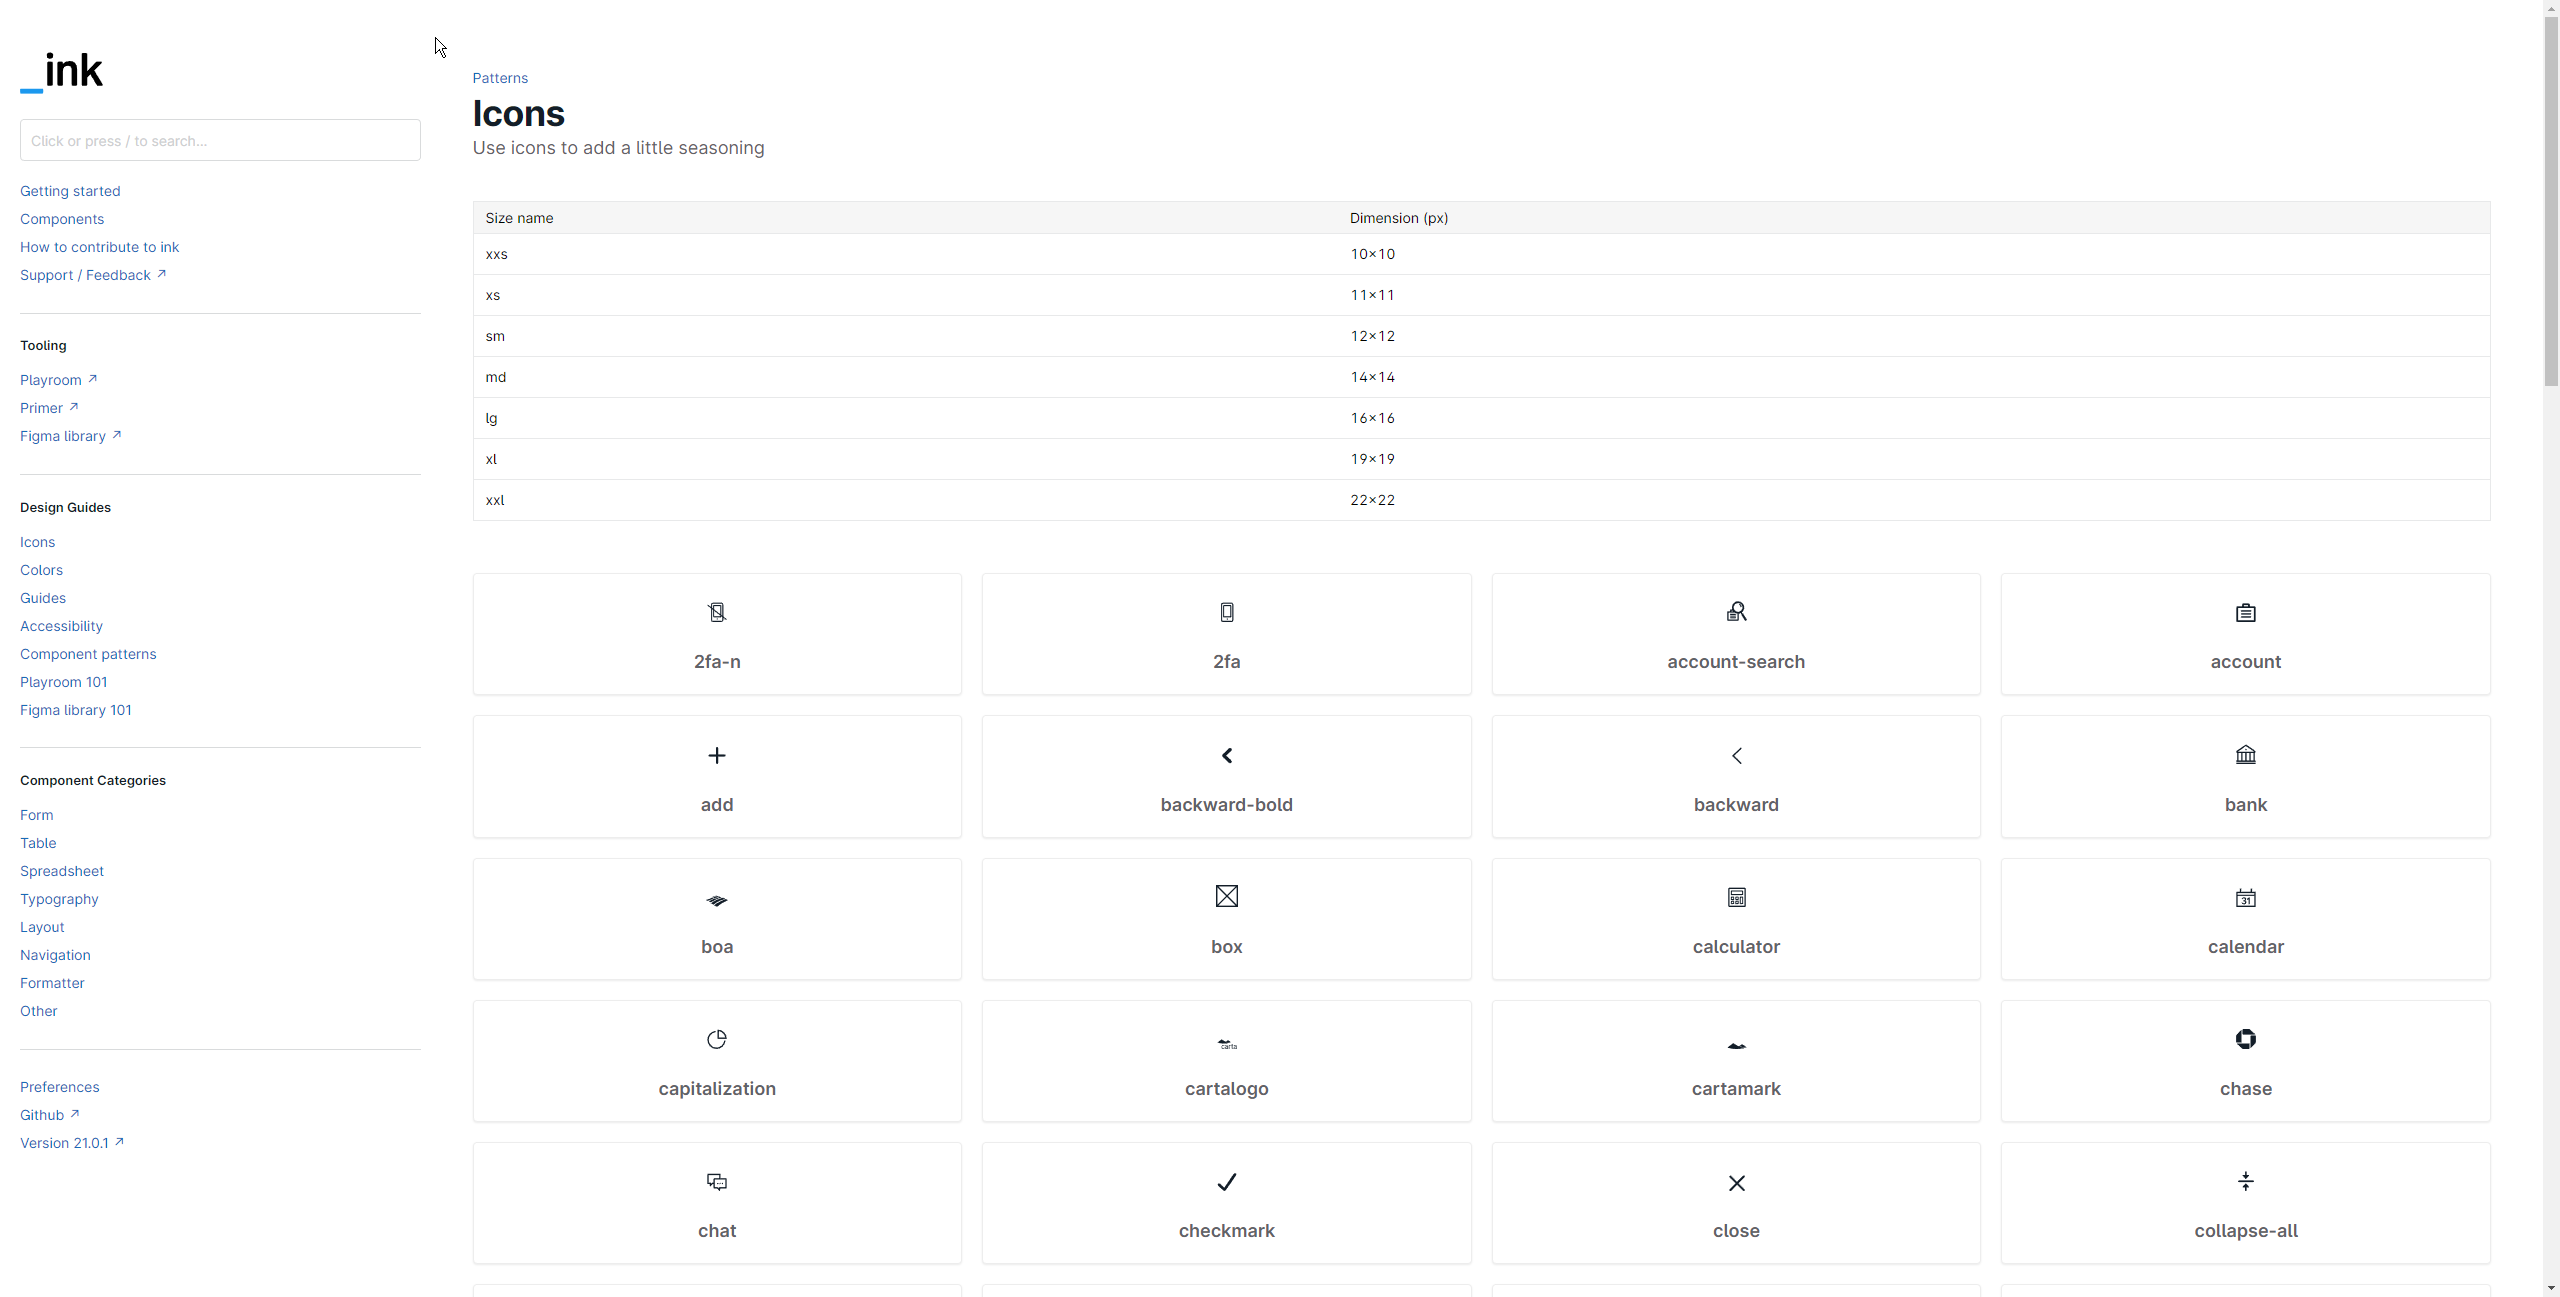 _ink
Click or press / to search...
Getting started
Components
How to contribute to ink
Support / Feedback ↗
Tooling
Playroom ↗
Primer ↗
Figma library ↗
Design Guides
Icons
Colors
Guides
Accessibility
Component patterns
Playroom 101
Figma library 101
Component Categories
Form
Table
Spreadsheet
Typography
Layout
Navigation
Formatter
Other
Preferences
Github ↗
Version 21.0.1 ↗
Patterns
Icons
Use icons to add a little seasoning
Size name Dimension (px)
xxs 10×10
xs 11×11
sm 12×12
md 14×14
lg 16×16
xl 19×19
xxl 22×22
2fa-n 2fa account-search account
add backward-bold backward bank
31
boa box calculator calendar
carta
capitalization cartalogo cartamark chase
chat checkmark close collapse-all